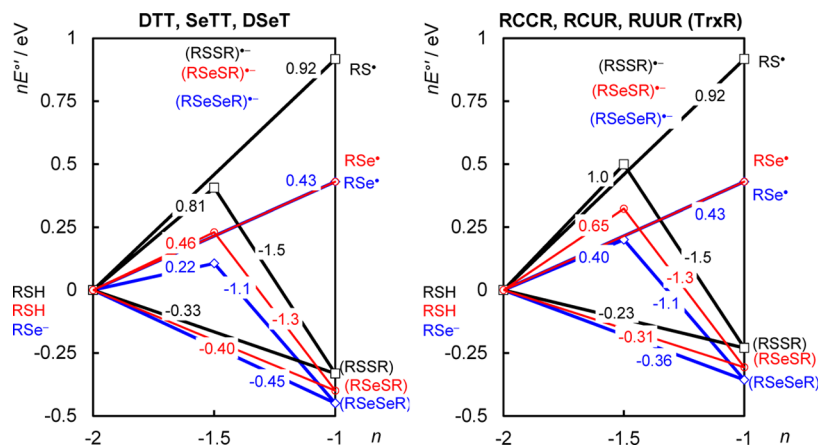 DTT, SeTT, DSeT
nE°' / eV
1
0.75
0.5
0.25
0
-0.25
-0.5
-2
-1.5
-1
n
RSH
RSH
RSe⁻
(RSSR)•⁻
(RSeSR)•⁻
(RSeSeR)•⁻
0.92
RS•
RSe•
RSe•
0.43
0.81
0.46
0.22
-1.5
-1.3
-1.1
-0.33
-0.40
-0.45
(RSSR)
(RSeSR)
(RSeSeR)
RCCR, RCUR, RUUR (TrxR)
nE°' / eV
1
0.75
0.5
0.25
0
-0.25
-0.5
-2
-1.5
-1
n
RSH
RSH
RSe⁻
(RSSR)•⁻
(RSeSR)•⁻
(RSeSeR)•⁻
0.92
RS•
RSe•
RSe•
0.43
1.0
0.65
0.40
-1.5
-1.3
-1.1
-0.23
-0.31
-0.36
(RSSR)
(RSeSR)
(RSeSeR)